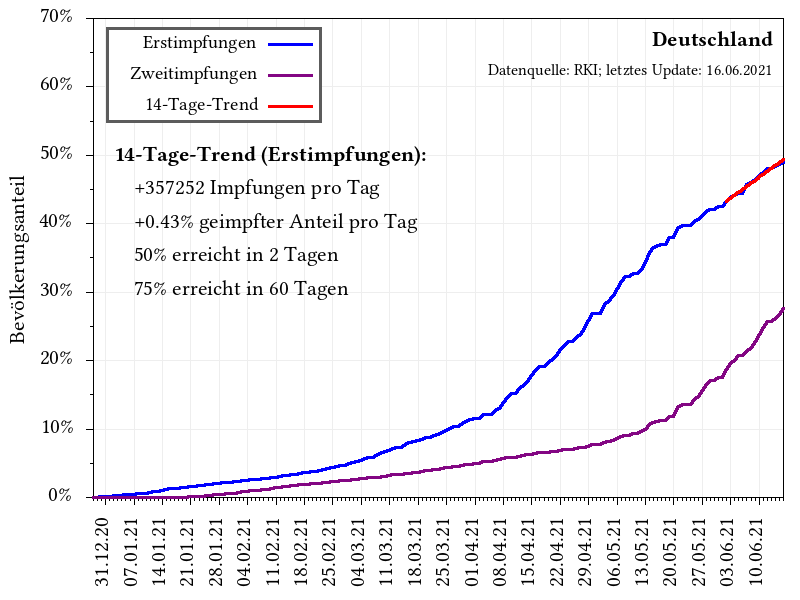 70%
60%
50%
40%
30%
20%
10%
0%
Bevölkerungsanteil
Erstimpfungen
Zweitimpfungen
14-Tage-Trend
Deutschland
Datenquelle: RKI; letztes Update: 16.06.2021
14-Tage-Trend (Erstimpfungen):
+357252 Impfungen pro Tag
+0.43% geimpfter Anteil pro Tag
50% erreicht in 2 Tagen
75% erreicht in 60 Tagen
31.12.20
07.01.21
14.01.21
21.01.21
28.01.21
04.02.21
11.02.21
18.02.21
25.02.21
04.03.21
11.03.21
18.03.21
25.03.21
01.04.21
08.04.21
15.04.21
22.04.21
29.04.21
06.05.21
13.05.21
20.05.21
27.05.21
03.06.21
10.06.21